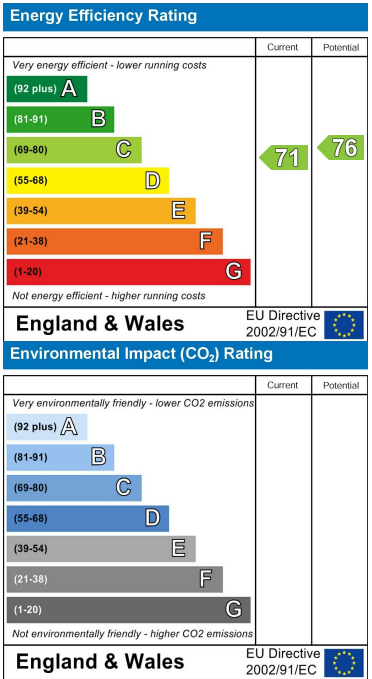 Energy Efficiency Rating
Current Potential
Very energy efficient - lower running costs
(92 plus) A
(81-91) B
(69-80) C
71 76
(55-68) D
(39-54) E
(21-38) F
(1-20) G
Not energy efficient - higher running costs
England & Wales
EU Directive
2002/91/EC
Environmental Impact (CO₂) Rating
Current Potential
Very environmentally friendly - lower CO2 emissions
(92 plus) A
(81-91) B
(69-80) C
(55-68) D
(39-54) E
(21-38) F
(1-20) G
Not environmentally friendly - higher CO2 emissions
England & Wales
EU Directive
2002/91/EC